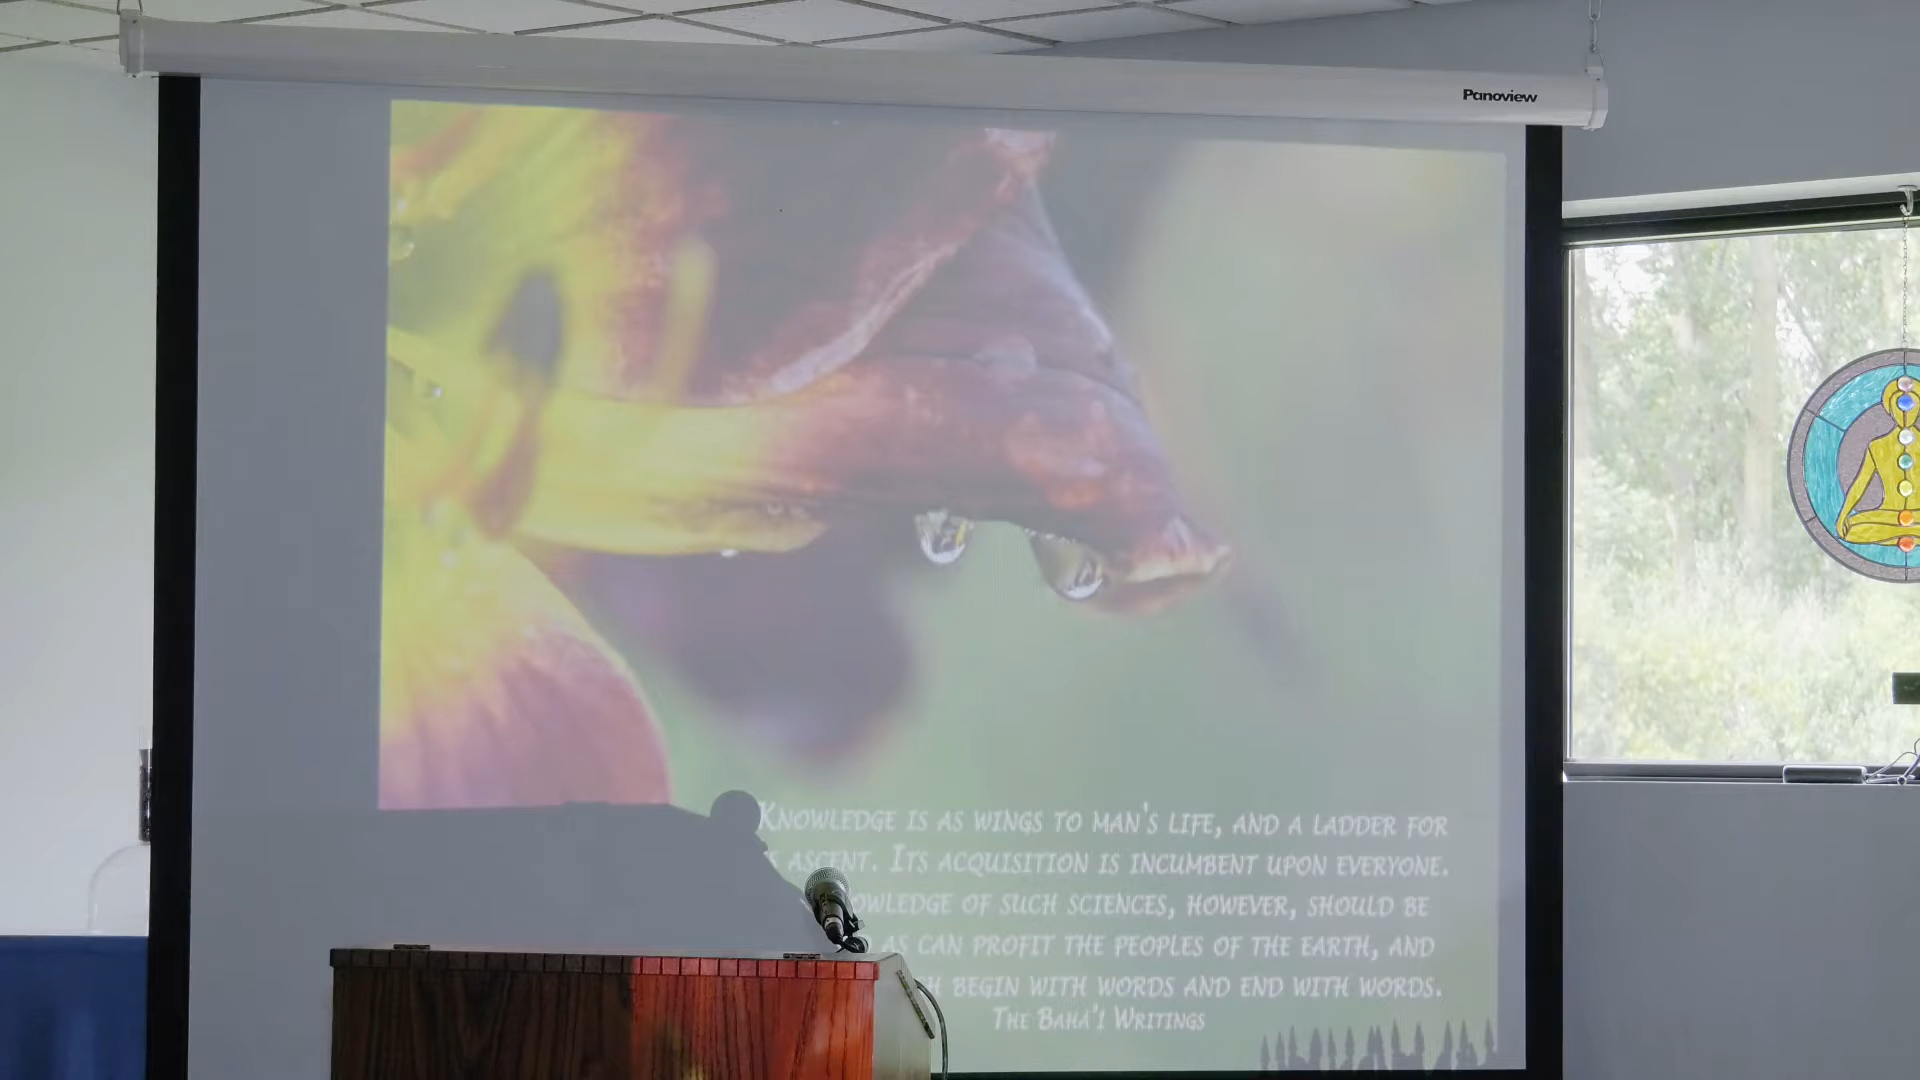 Panoview
KNOWLEDGE IS AS WINGS TO MAN'S LIFE, AND A LADDER FOR
ASCENT. ITS ACQUISITION IS INCUMBENT UPON EVERYONE.
OWLEDGE OF SUCH SCIENCES, HOWEVER, SHOULD BE
AS CAN PROFIT THE PEOPLES OF THE EARTH, AND
BEGIN WITH WORDS AND END WITH WORDS.
THE BAHA'I WRITINGS